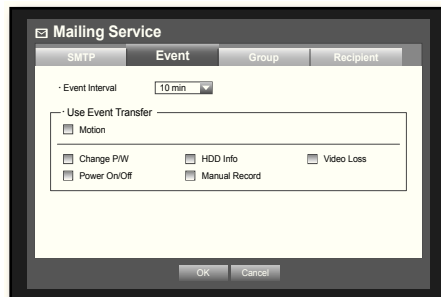 Mailing Service
SMTP Event Group Recipient
· Event Interval 10 min
· Use Event Transfer
Motion
Change P/W HDD Info Video Loss
Power On/Off Manual Record
OK Cancel